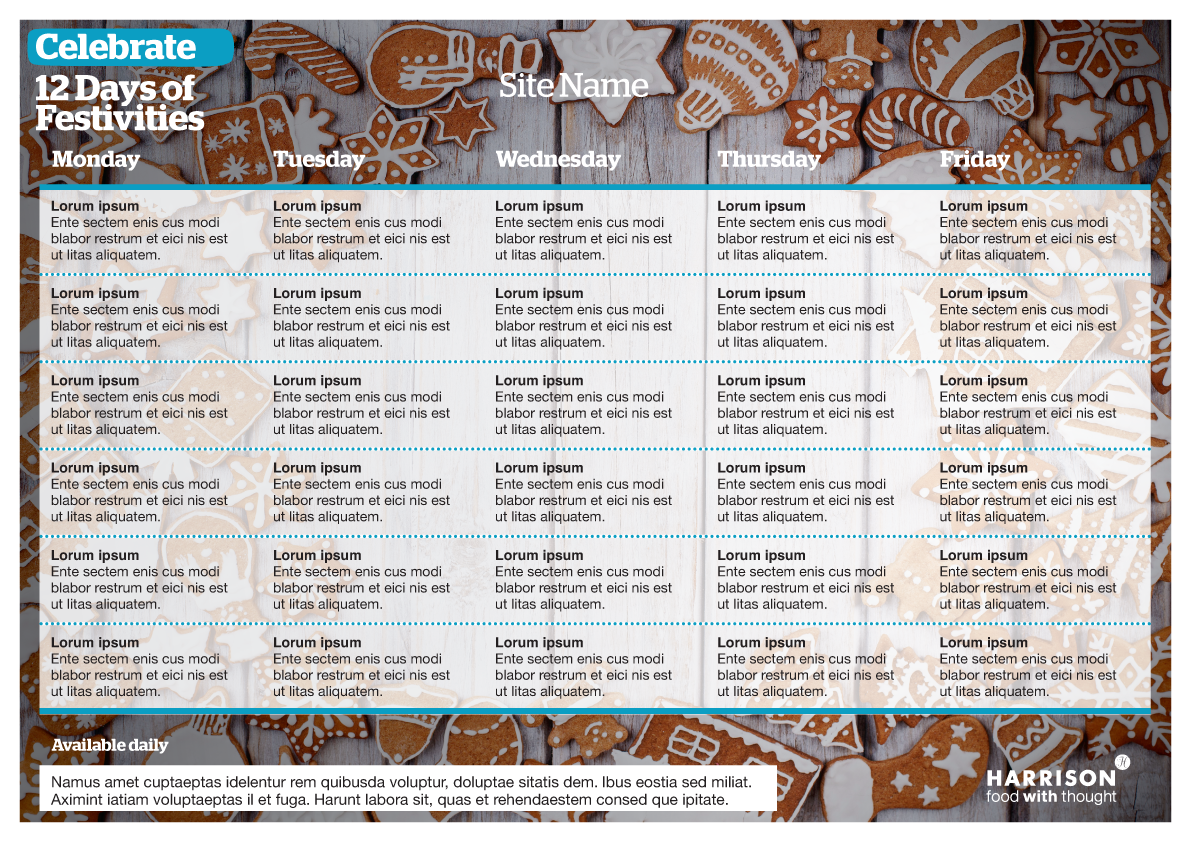 Celebrate
12 Days of
Festivities
Site Name
Monday Tuesday Wednesday Thursday Friday
Lorum ipsum Lorum ipsum Lorum ipsum Lorum ipsum Lorum ipsum
Ente sectem enis cus modi Ente sectem enis cus modi Ente sectem enis cus modi Ente sectem enis cus modi Ente sectem enis cus modi
blabor restrum et eici nis est blabor restrum et eici nis est blabor restrum et eici nis est blabor restrum et eici nis est blabor restrum et eici nis est
ut litas aliquatem. ut litas aliquatem. ut litas aliquatem. ut litas aliquatem. ut litas aliquatem.
Lorum ipsum Lorum ipsum Lorum ipsum Lorum ipsum Lorum ipsum
Ente sectem enis cus modi Ente sectem enis cus modi Ente sectem enis cus modi Ente sectem enis cus modi Ente sectem enis cus modi
blabor restrum et eici nis est blabor restrum et eici nis est blabor restrum et eici nis est blabor restrum et eici nis est blabor restrum et eici nis est
ut litas aliquatem. ut litas aliquatem. ut litas aliquatem. ut litas aliquatem. ut litas aliquatem.
Lorum ipsum Lorum ipsum Lorum ipsum Lorum ipsum Lorum ipsum
Ente sectem enis cus modi Ente sectem enis cus modi Ente sectem enis cus modi Ente sectem enis cus modi Ente sectem enis cus modi
blabor restrum et eici nis est blabor restrum et eici nis est blabor restrum et eici nis est blabor restrum et eici nis est blabor restrum et eici nis est
ut litas aliquatem. ut litas aliquatem. ut litas aliquatem. ut litas aliquatem. ut litas aliquatem.
Lorum ipsum Lorum ipsum Lorum ipsum Lorum ipsum Lorum ipsum
Ente sectem enis cus modi Ente sectem enis cus modi Ente sectem enis cus modi Ente sectem enis cus modi Ente sectem enis cus modi
blabor restrum et eici nis est blabor restrum et eici nis est blabor restrum et eici nis est blabor restrum et eici nis est blabor restrum et eici nis est
ut litas aliquatem. ut litas aliquatem. ut litas aliquatem. ut litas aliquatem. ut litas aliquatem.
Lorum ipsum Lorum ipsum Lorum ipsum Lorum ipsum Lorum ipsum
Ente sectem enis cus modi Ente sectem enis cus modi Ente sectem enis cus modi Ente sectem enis cus modi Ente sectem enis cus modi
blabor restrum et eici nis est blabor restrum et eici nis est blabor restrum et eici nis est blabor restrum et eici nis est blabor restrum et eici nis est
ut litas aliquatem. ut litas aliquatem. ut litas aliquatem. ut litas aliquatem. ut litas aliquatem.
Lorum ipsum Lorum ipsum Lorum ipsum Lorum ipsum Lorum ipsum
Ente sectem enis cus modi Ente sectem enis cus modi Ente sectem enis cus modi Ente sectem enis cus modi Ente sectem enis cus modi
blabor restrum et eici nis est blabor restrum et eici nis est blabor restrum et eici nis est blabor restrum et eici nis est blabor restrum et eici nis est
ut litas aliquatem. ut litas aliquatem. ut litas aliquatem. ut litas aliquatem. ut litas aliquatem.
Available daily
Namus amet cuptaeptas idelentur rem quibusda voluptur, doluptae sitatis dem. Ibus eostia sed miliat.
Aximint iatiam voluptaeptas il et fuga. Harunt labora sit, quas et rehendaestem consed que ipitate.
H
HARRISON
food with thought